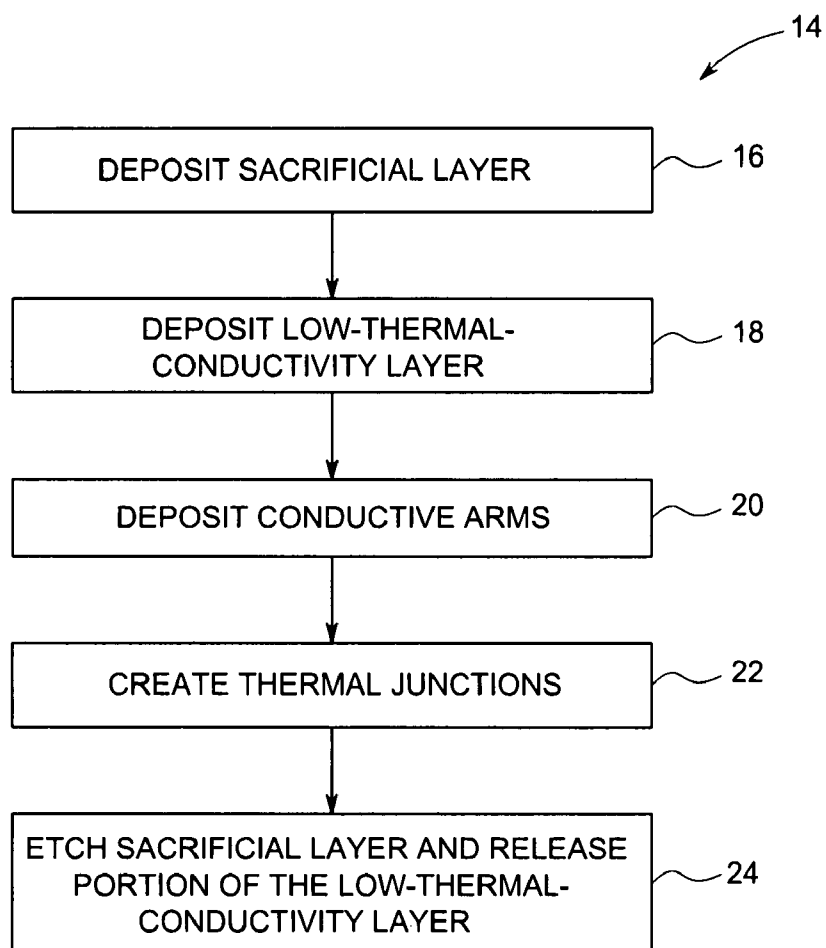 14
DEPOSIT SACRIFICIAL LAYER
16
DEPOSIT LOW-THERMAL-
CONDUCTIVITY LAYER
18
DEPOSIT CONDUCTIVE ARMS
20
CREATE THERMAL JUNCTIONS
22
ETCH SACRIFICIAL LAYER AND RELEASE
PORTION OF THE LOW-THERMAL-
CONDUCTIVITY LAYER
24